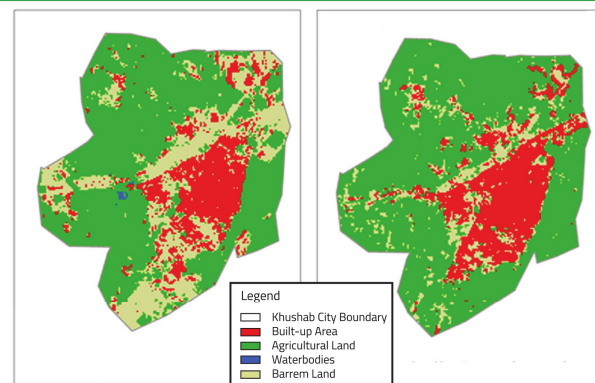 Legend
Khushab City Boundary
Built-up Area
Agricultural Land
Waterbodies
Barrem Land